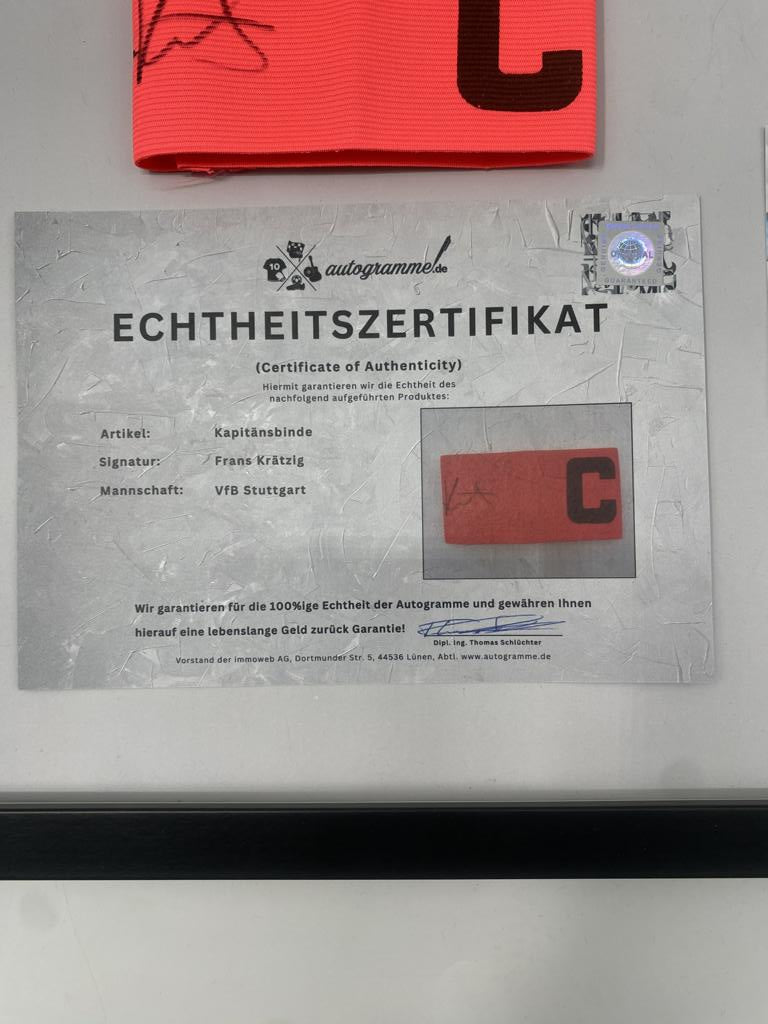 C
10
autogramme!.de
ORIGINAL
GUARANTEED
ECHTHEITSZERTIFIKAT
(Certificate of Authenticity)
Hiermit garantieren wir die Echtheit des
nachfolgend aufgeführten Produktes:
Artikel: Kapitänsbinde
Signatur: Frans Krätzig
Mannschaft: VfB Stuttgart
C
Wir garantieren für die 100%ige Echtheit der Autogramme und gewähren Ihnen
hierauf eine lebenslange Geld zurück Garantie!
Dipl. Ing. Thomas Schlüchter
Vorstand der immoweb AG, Dortmunder Str. 5, 44536 Lünen, Abtl. www.autogramme.de